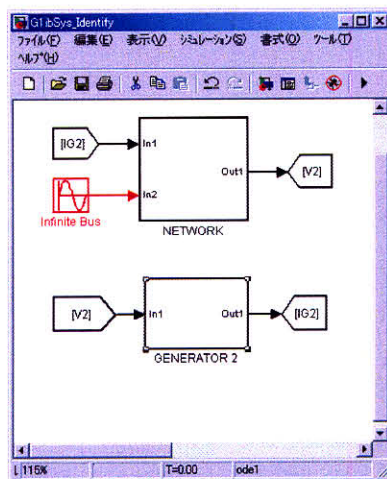 G1ibSys_Identify
ファイル(F) 編集(E) 表示(V) シミュレーション(S) 書式(O) ツール(T)
ヘルプ(H)
[IG2]
In1
Out1
[V2]
In2
Infinite Bus
NETWORK
[V2]
In1
Out1
[IG2]
GENERATOR 2
115% T=0.00 ode1